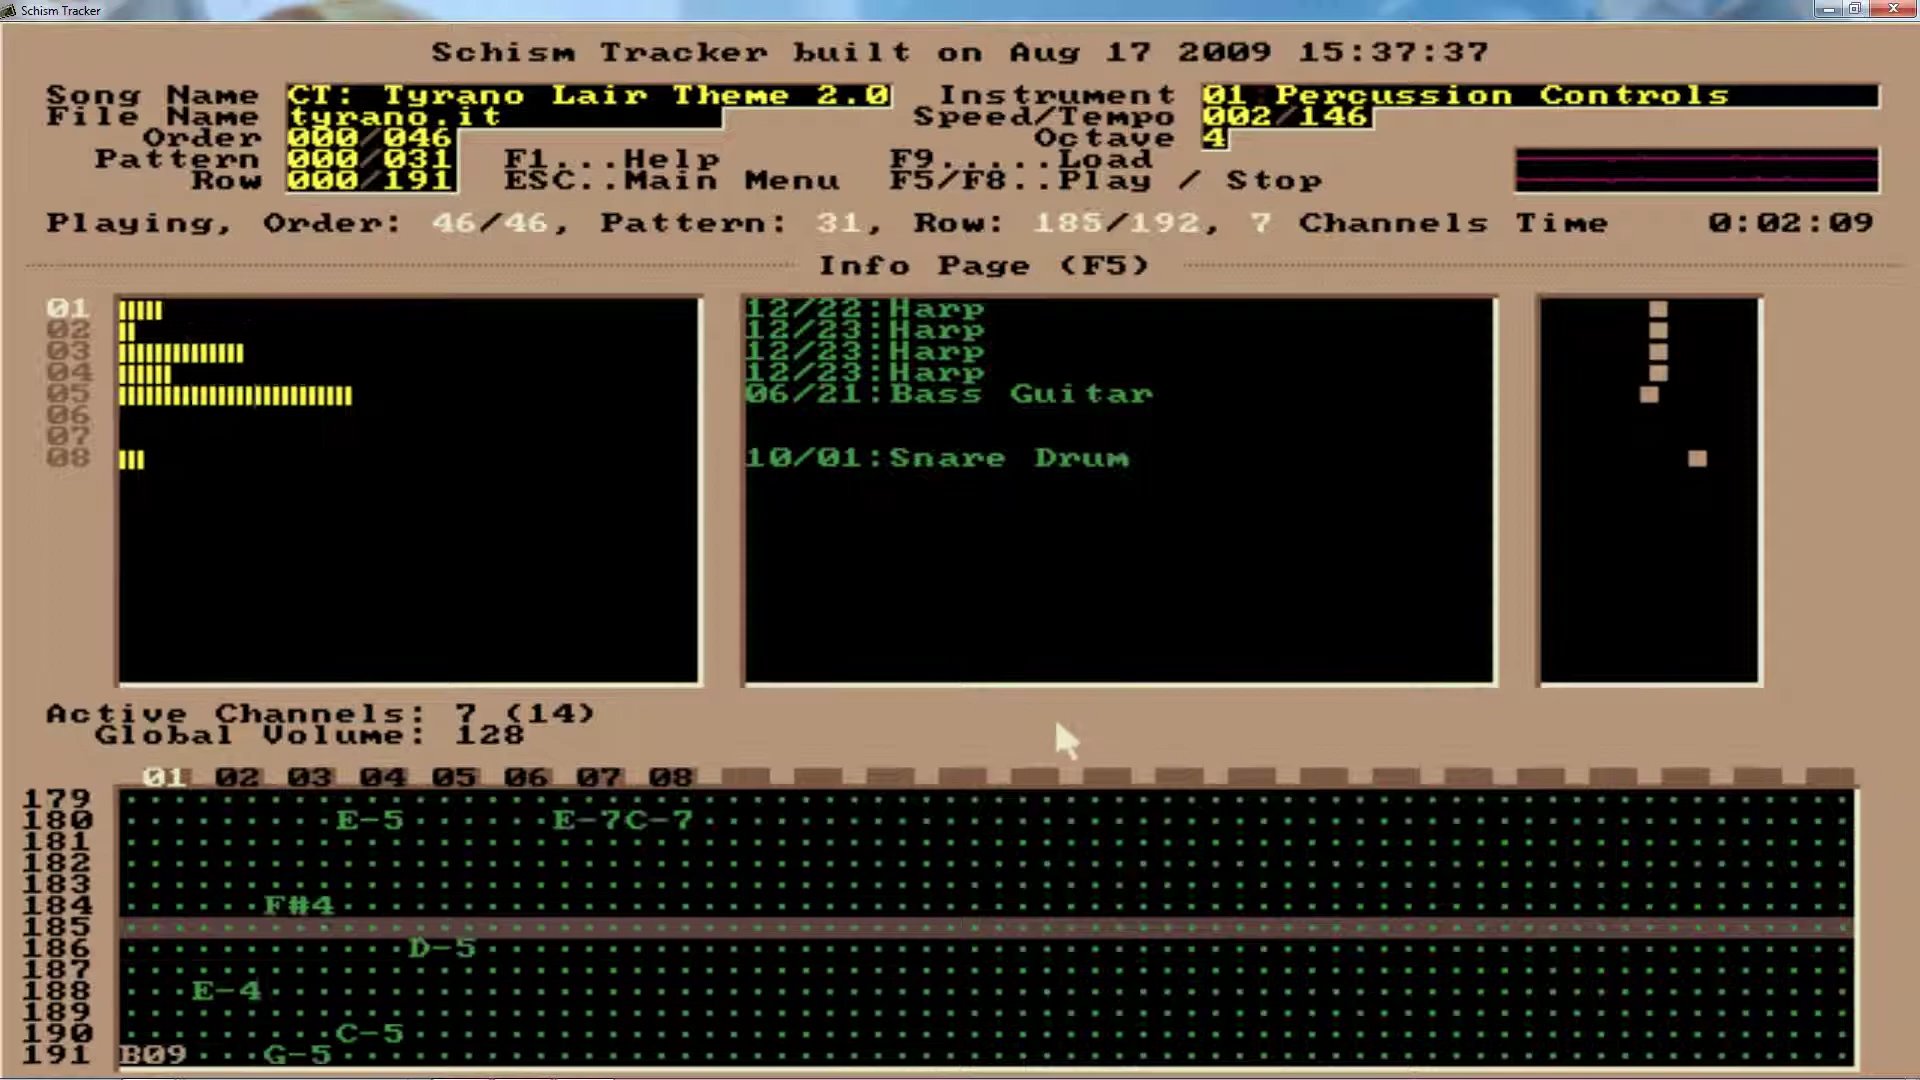 Schism Tracker
Schism Tracker built on Aug 17 2009 15:37:37
Song Name CT: Tyrano Lair Theme 2.0 Instrument 01 Percussion Controls
File Name tyrano.it Speed/Tempo 002/146
Order 000/046 Octave 4
Pattern 000/031 F1...Help F9.....Load
Row 000/191 ESC..Main Menu F5/F8..Play / Stop
Playing, Order: 46/46, Pattern: 31, Row: 185/192, 7 Channels Time 0:02:09
Info Page (F5)
01 12/22:Harp
02 12/23:Harp
03 12/23:Harp
04 12/23:Harp
05 06/21:Bass Guitar
06
07
08 10/01:Snare Drum
Active Channels: 7 (14)
Global Volume: 128
01 02 03 04 05 06 07 08
179
180 E-5 E-7 C-7
181
182
183
184 F#4
185
186 D-5
187
188 E-4
189
190 C-5
191 B09 G-5